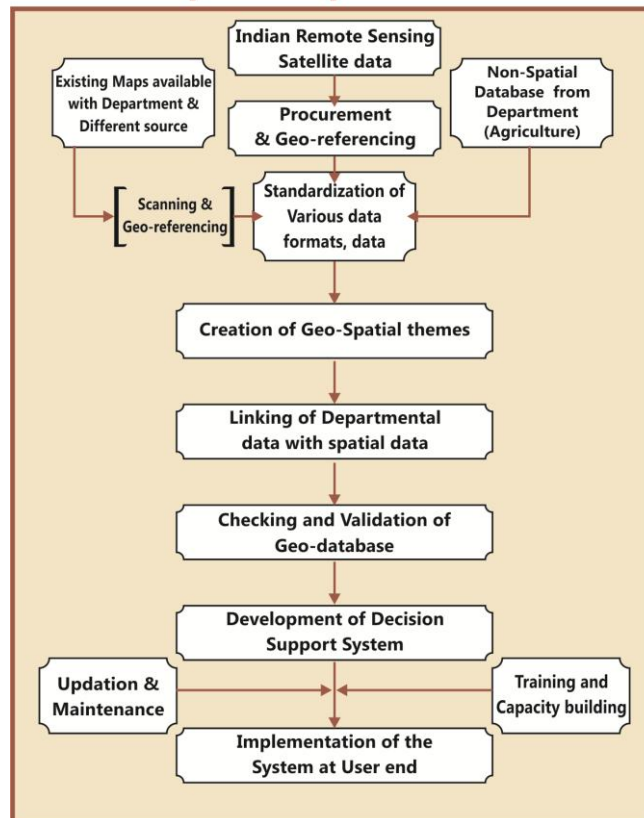 Indian Remote Sensing
Satellite data
Existing Maps available
with Department &
Different source
Non-Spatial
Database from
Department
(Agriculture)
Procurement
& Geo-referencing
Scanning &
Geo-referencing
Standardization of
Various data
formats, data
Creation of Geo-Spatial themes
Linking of Departmental
data with spatial data
Checking and Validation of
Geo-database
Development of Decision
Support System
Updation &
Maintenance
Training and
Capacity building
Implementation of the
System at User end